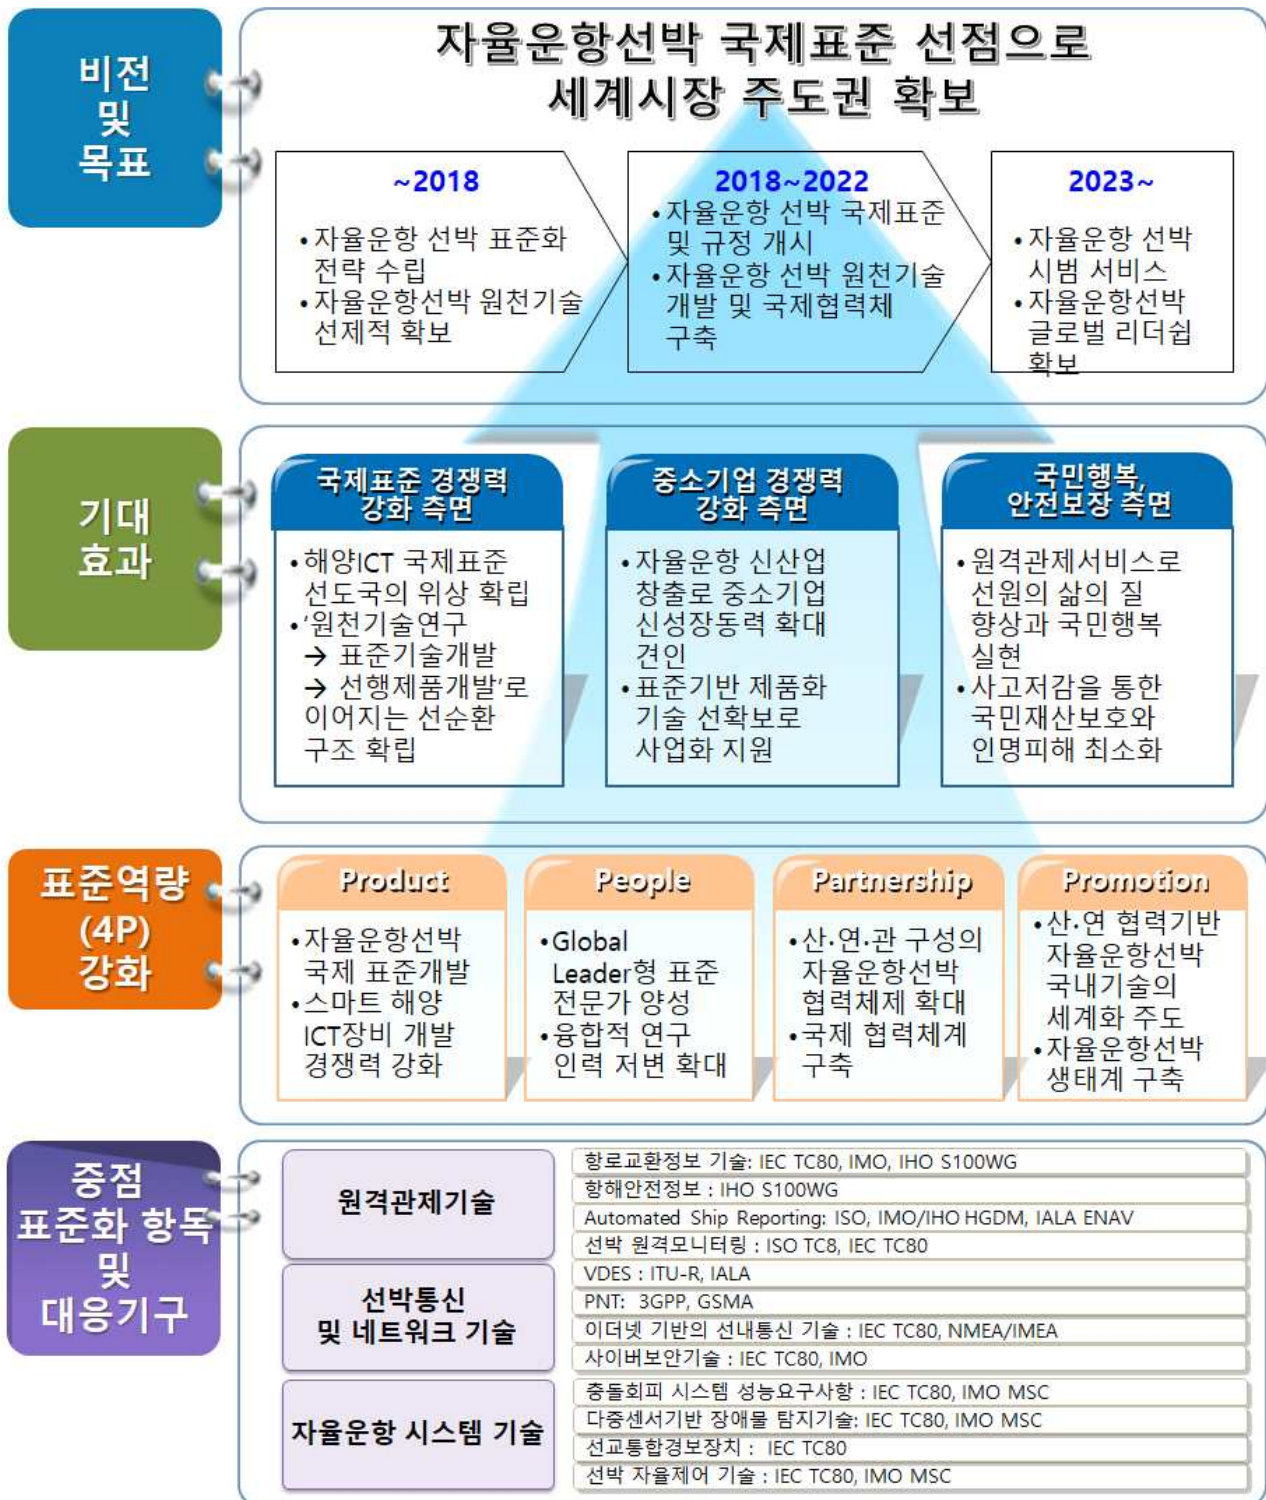 비전
및
목표
자율운항선박 국제표준 선점으로
세계시장 주도권 확보
~2018
• 자율운항 선박 표준화
전략 수립
• 자율운항선박 원천기술
선제적 확보
2018~2022
• 자율운항 선박 국제표준
및 규정 개시
• 자율운항 선박 원천기술
개발 및 국제협력체
구축
2023~
• 자율운항 선박
시범 서비스
• 자율운항선박
글로벌 리더쉽
확보
기대
효과
국제표준 경쟁력
강화 측면
• 해양ICT 국제표준
선도국의 위상 확립
• '원천기술연구
→ 표준기술개발
→ 선행제품개발'로
이어지는 선순환
구조 확립
중소기업 경쟁력
강화 측면
• 자율운항 신산업
창출로 중소기업
신성장동력 확대
견인
• 표준기반 제품화
기술 선확보로
사업화 지원
국민행복,
안전보장 측면
• 원격관제서비스로
선원의 삶의 질
향상과 국민행복
실현
• 사고저감을 통한
국민재산보호와
인명피해 최소화
표준역량
(4P)
강화
Product
• 자율운항선박
국제 표준개발
• 스마트 해양
ICT장비 개발
경쟁력 강화
People
• Global
Leader형 표준
전문가 양성
• 융합적 연구
인력 저변 확대
Partnership
• 산·연·관 구성의
자율운항선박
협력체제 확대
• 국제 협력체계
구축
Promotion
• 산·연 협력기반
자율운항선박
국내기술의
세계화 주도
• 자율운항선박
생태계 구축
중점
표준화 항목
및
대응기구
원격관제기술
항로교환정보 기술: IEC TC80, IMO, IHO S100WG
항해안전정보 : IHO S100WG
Automated Ship Reporting: ISO, IMO/IHO HGDM, IALA ENAV
선박 원격모니터링 : ISO TC8, IEC TC80
선박통신
및 네트워크 기술
VDES : ITU-R, IALA
PNT: 3GPP, GSMA
이더넷 기반의 선내통신 기술 : IEC TC80, NMEA/IMEA
사이버보안기술 : IEC TC80, IMO
자율운항 시스템 기술
충돌회피 시스템 성능요구사항 : IEC TC80, IMO MSC
다중센서기반 장애물 탐지기술: IEC TC80, IMO MSC
선교통합경보장치 : IEC TC80
선박 자율제어 기술 : IEC TC80, IMO MSC